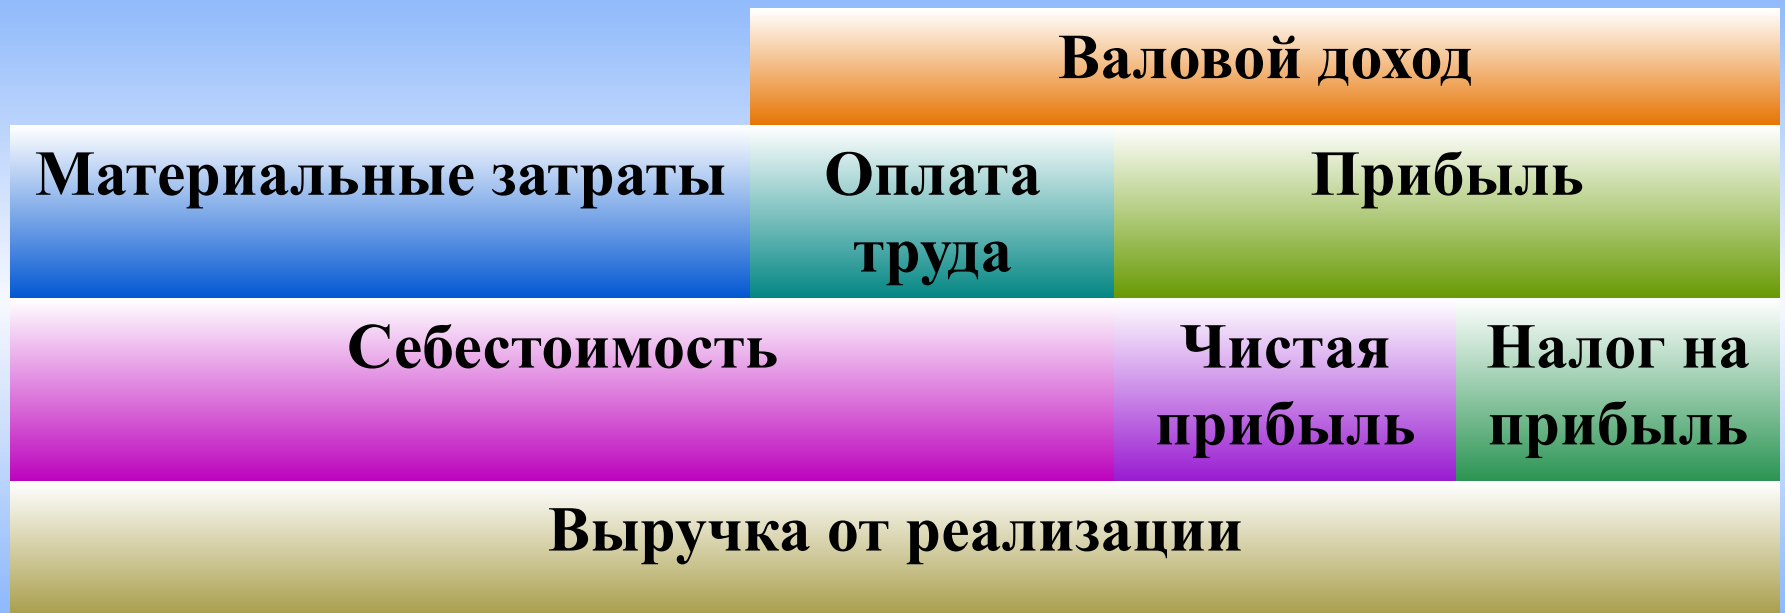 Валовой доход
Материальные затраты
Оплата
труда
Прибыль
Себестоимость
Чистая
прибыль
Налог на
прибыль
Выручка от реализации